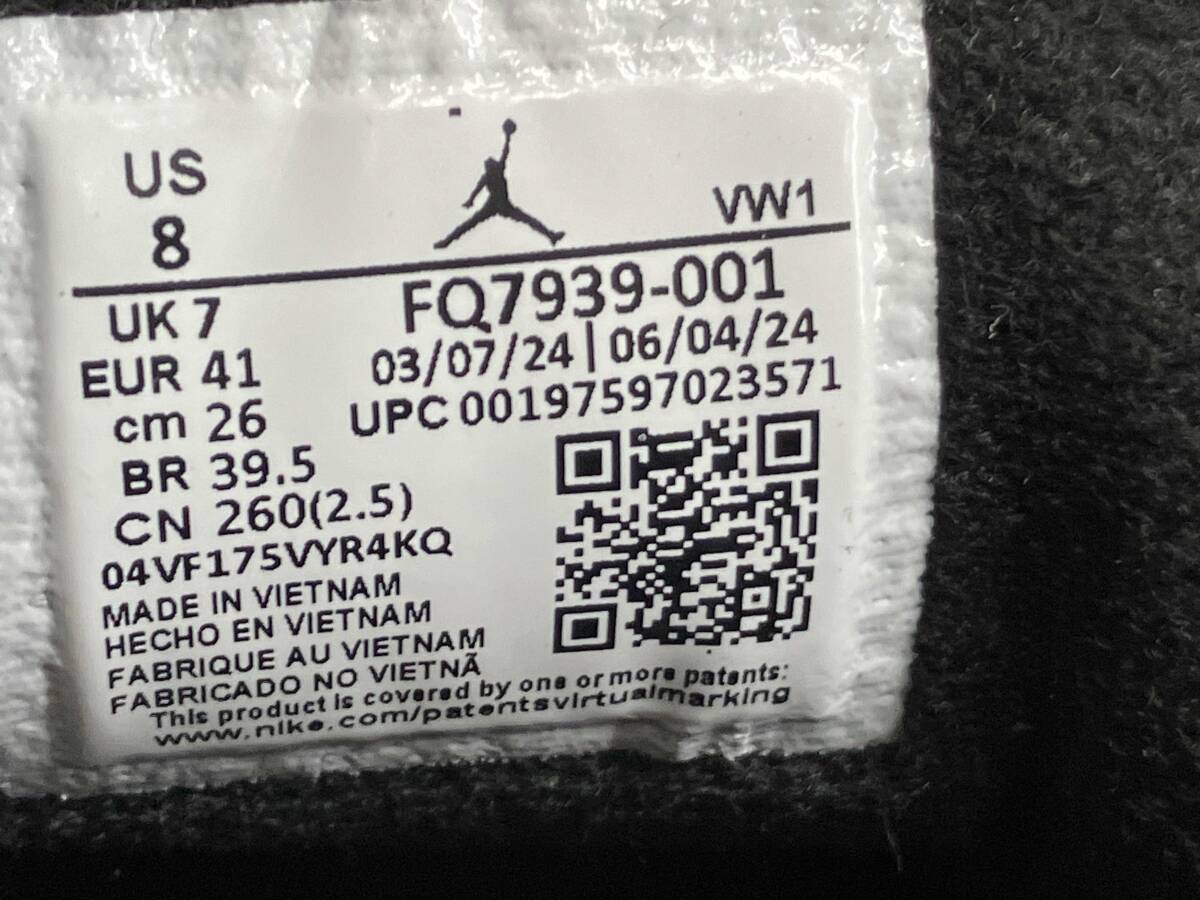 US
8
VW1
UK 7
FQ7939-001
EUR 41
03/07/24 | 06/04/24
cm 26
UPC 00197597023571
BR 39.5
CN 260(2.5)
04VF175VYR4KQ
MADE IN VIETNAM
HECHO EN VIETNAM
FABRIQUE AU VIETNAM
FABRICADO NO VIETNÃ
This product is covered by one or more patents:
www.nike.com/patentsvirtualmarking